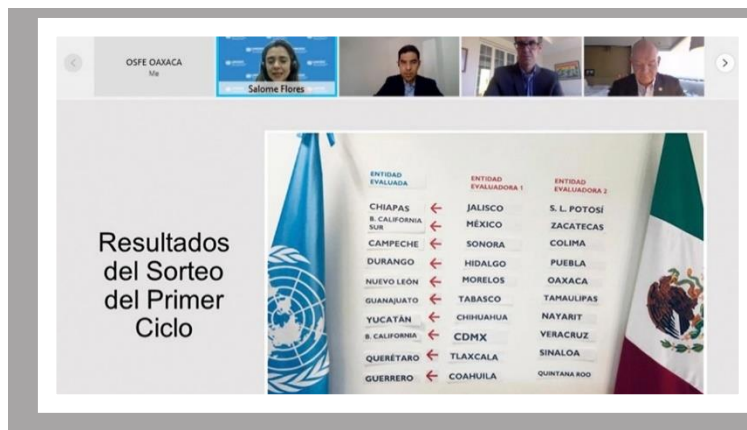 OSFE OAXACA
Me
Salome Flores
Resultados
del Sorteo
del Primer
Ciclo
ENTIDAD
EVALUADA
ENTIDAD
EVALUADORA 1
ENTIDAD
EVALUADORA 2
CHIAPAS ← JALISCO S. L. POTOSÍ
B. CALIFORNIA
SUR ← MÉXICO ZACATECAS
CAMPECHE ← SONORA COLIMA
DURANGO ← HIDALGO PUEBLA
NUEVO LEÓN ← MORELOS OAXACA
GUANAJUATO ← TABASCO TAMAULIPAS
YUCATÀN ← CHIHUAHUA NAYARIT
B. CALIFORNIA ← CDMX VERACRUZ
QUERÉTARO ← TLAXCALA SINALOA
GUERRERO ← COAHUILA QUINTANA ROO